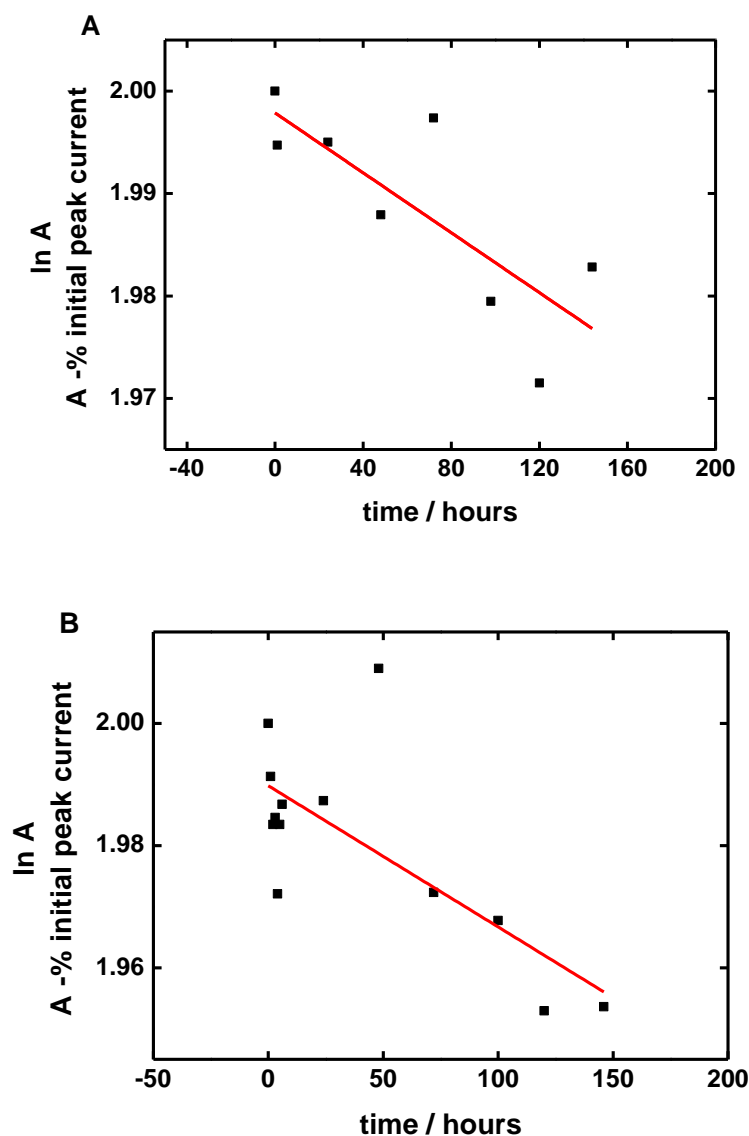 A
2.00
1.99
1.98
1.97
ln A
A -% initial peak current
-40 0 40 80 120 160 200
time / hours
B
2.00
1.98
1.96
ln A
A -% initial peak current
-50 0 50 100 150 200
time / hours